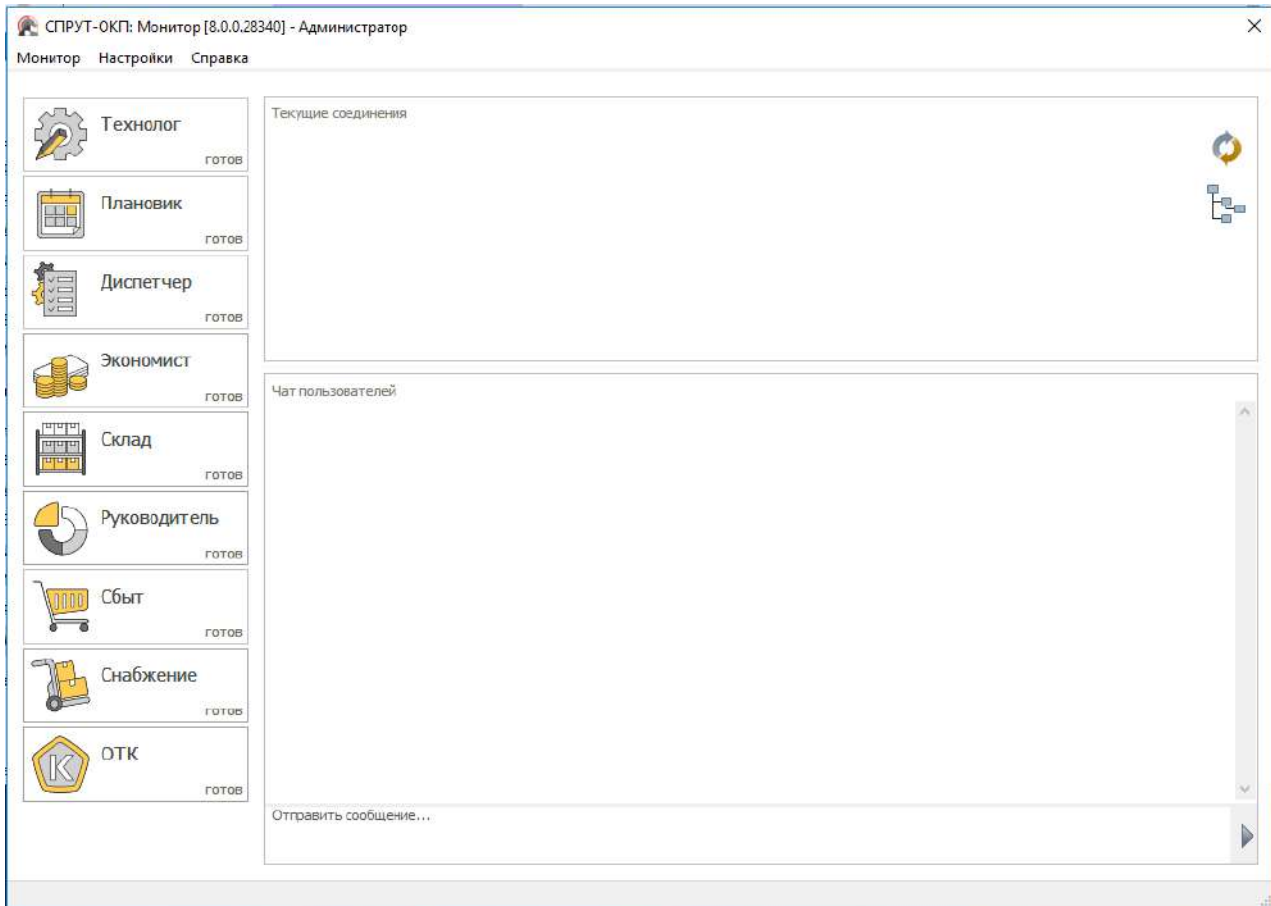 СПРУТ-ОКП: Монитор [8.0.0.28340] - Администратор
Монитор Настройки Справка
Технолог
готов
Плановик
готов
Диспетчер
готов
Экономист
готов
Склад
готов
Руководитель
готов
Сбыт
готов
Снабжение
готов
ОТК
готов
Текущие соединения
Чат пользователей
Отправить сообщение...